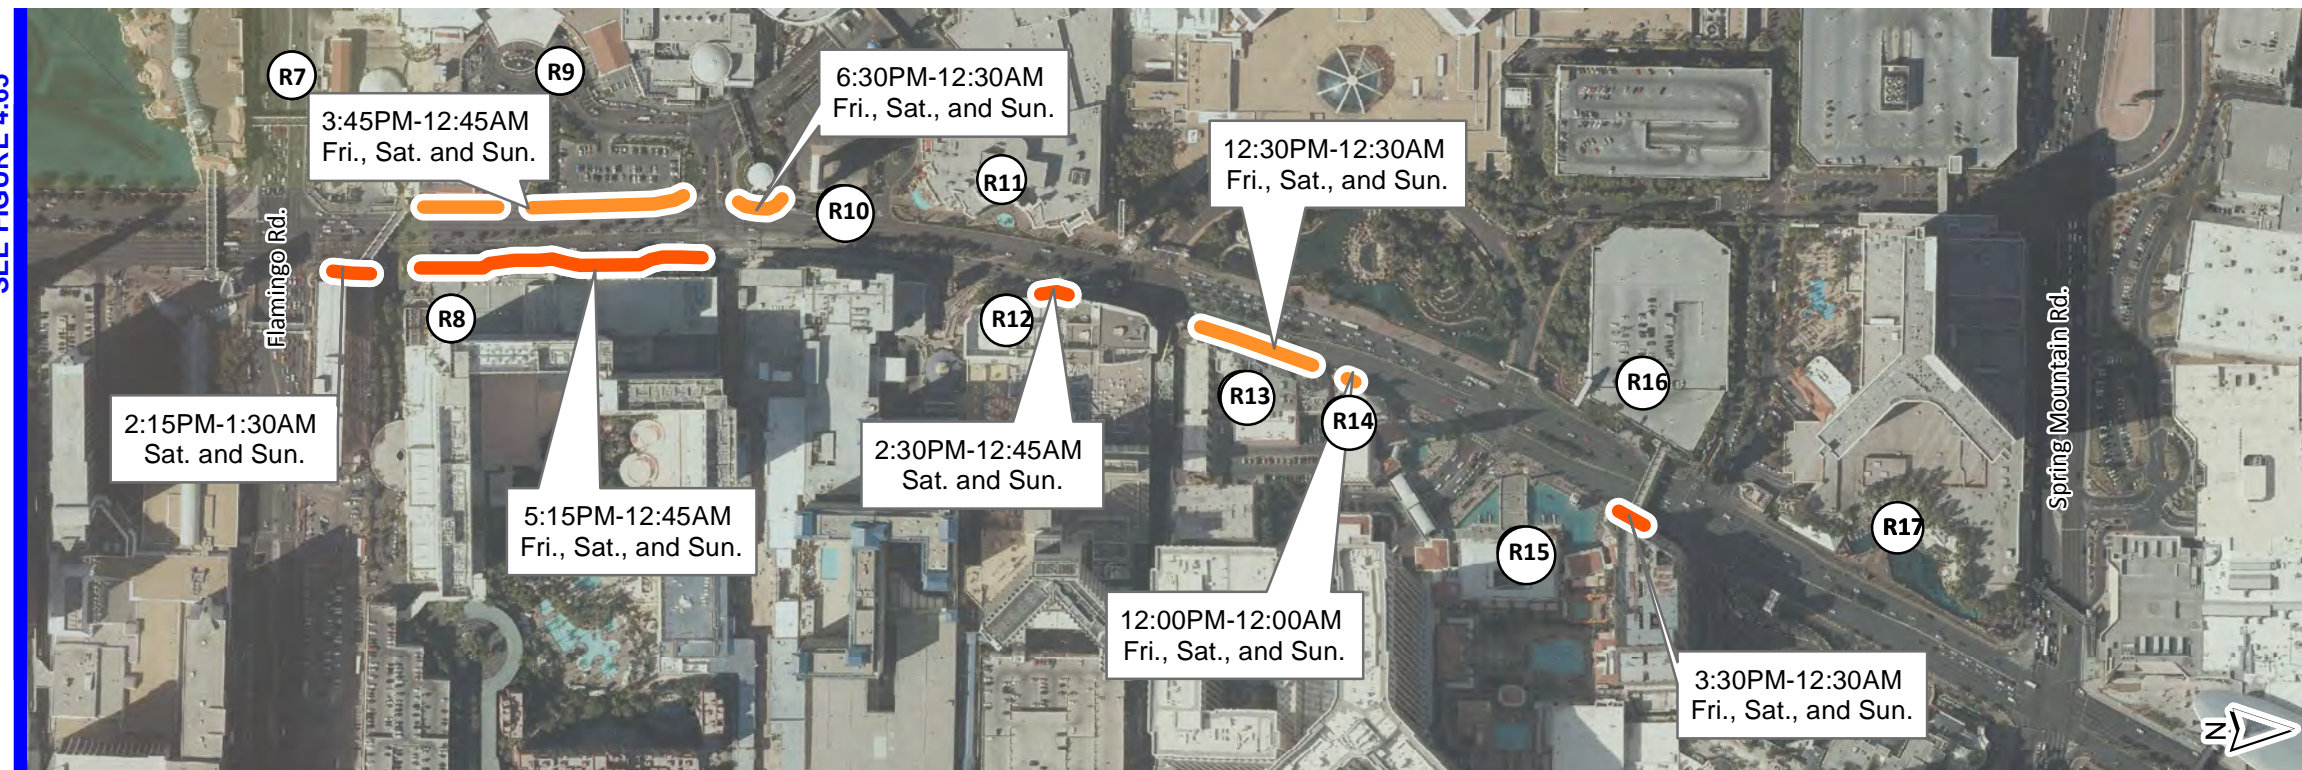 SEE FIGURE 4.65
R7
R9
3:45PM-12:45AM
Fri., Sat. and Sun.
6:30PM-12:30AM
Fri., Sat., and Sun.
12:30PM-12:30AM
Fri., Sat., and Sun.
R11
R10
Flamingo Rd.
R8
R12
R13
R14
R16
Spring Mountain Rd.
2:15PM-1:30AM
Sat. and Sun.
5:15PM-12:45AM
Fri., Sat., and Sun.
2:30PM-12:45AM
Sat. and Sun.
R15
R17
12:00PM-12:00AM
Fri., Sat., and Sun.
3:30PM-12:30AM
Fri., Sat., and Sun.
N